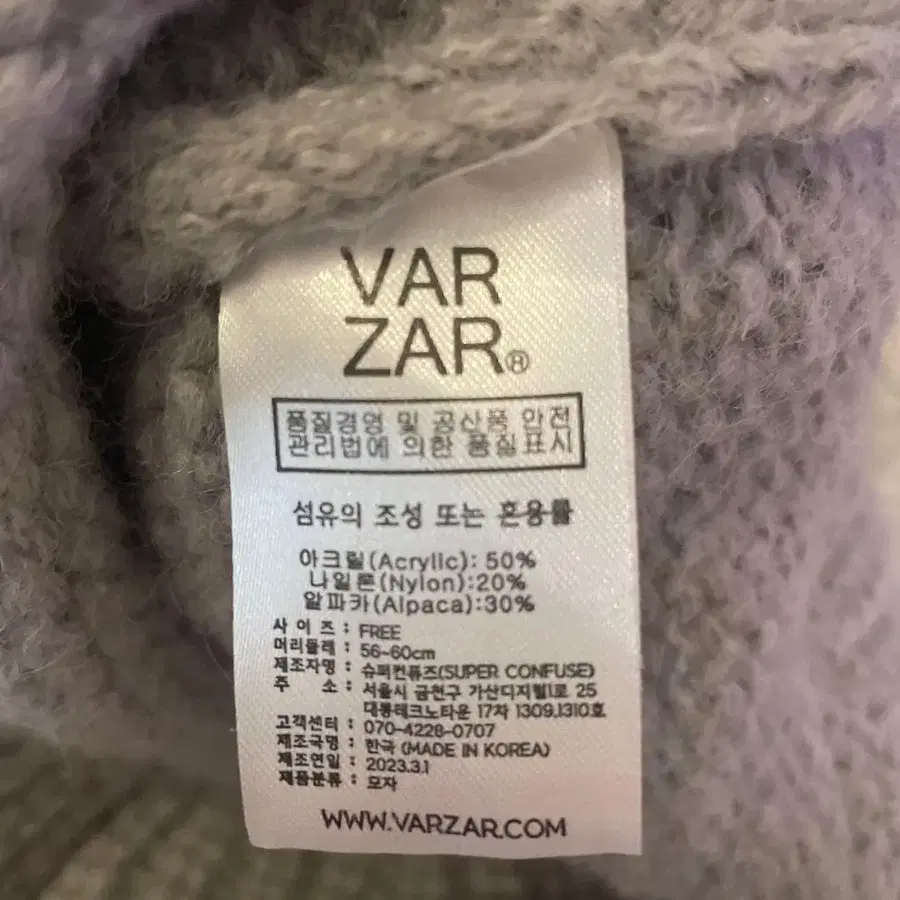 VAR
ZAR®
품질경영 및 공산품 안전
관리법에 의한 품질표시
섬유의 조성 또는 혼용률
아크릴(Acrylic): 50%
나일론(Nylon):20%
알파카(Alpaca):30%
사 이 즈 : FREE
머리둘레 : 56-60cm
제조자명 : 슈퍼컨퓨즈(SUPER CONFUSE)
주 소 : 서울시 금천구 가산디지털1로 25
대륭테크노타운 17차 1309,1310호
고객센터 : 070-4228-0707
제조국명 : 한국 (MADE IN KOREA)
제조연일 : 2023.3.1
제품분류 : 모자
WWW.VARZAR.COM